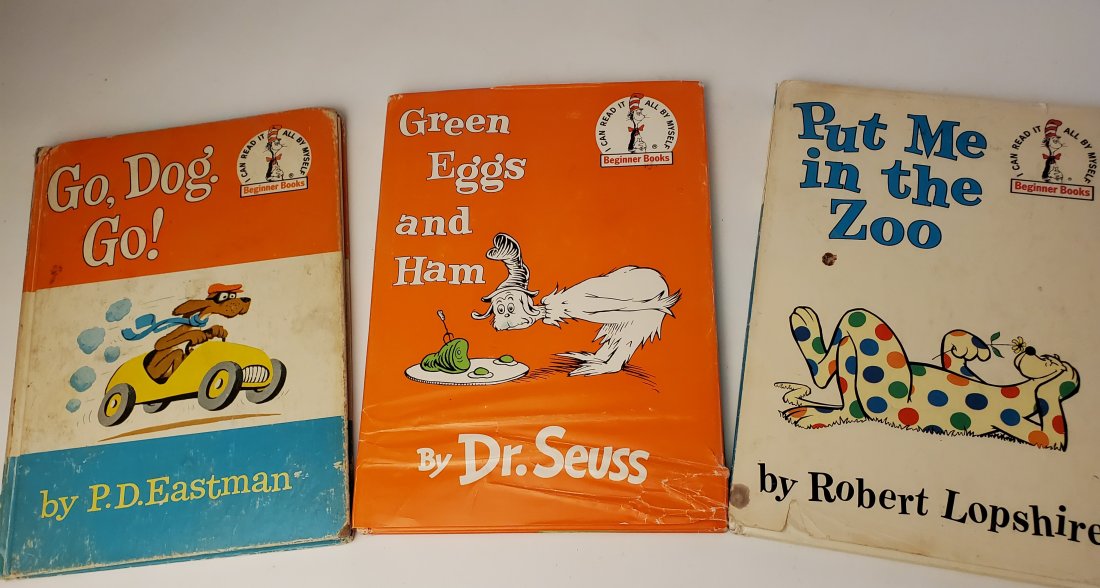 Go, Dog.
Go!
I CAN READ IT ALL BY MYSELF
®
Beginner Books
by P.D.Eastman
Green
Eggs
and
Ham
I CAN READ IT ALL BY MYSELF
®
Beginner Books
By Dr. Seuss
Put Me
in the
Zoo
I CAN READ IT ALL BY MYSELF
®
Beginner Books
by Robert Lopshire